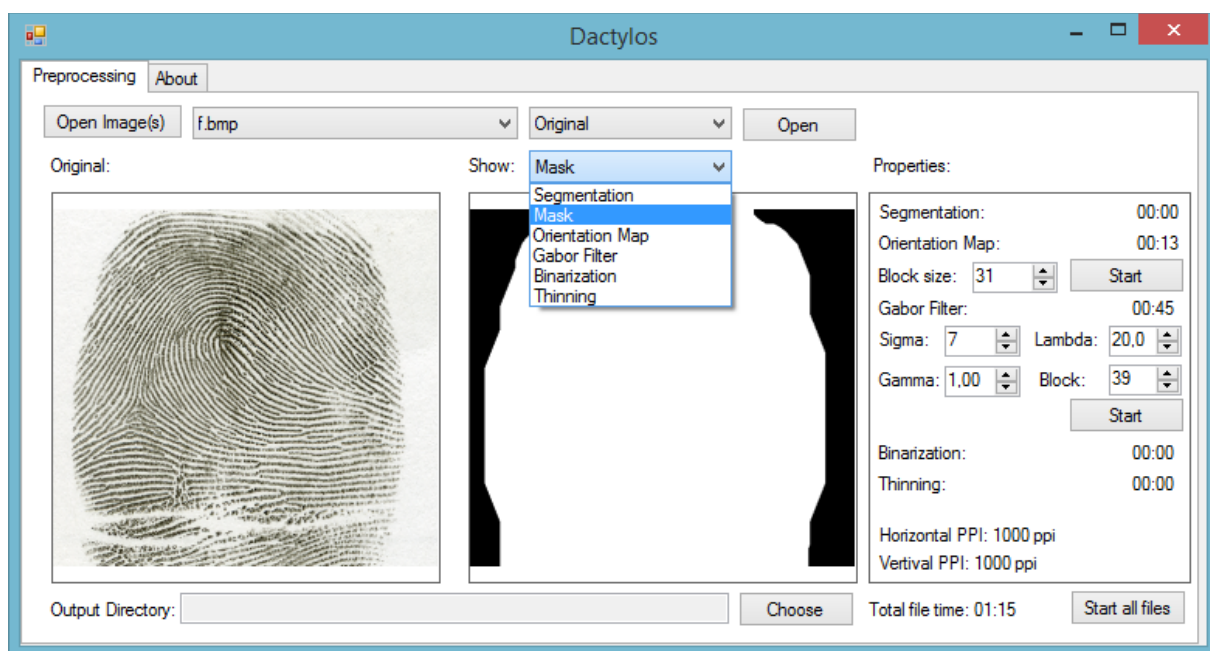 Dactylos
Preprocessing About
Open Image(s) f.bmp Original Open
Original: Show: Mask Properties:
Segmentation
Mask
Orientation Map
Gabor Filter
Binarization
Thinning
Segmentation: 00:00
Orientation Map: 00:13
Block size: 31 Start
Gabor Filter: 00:45
Sigma: 7 Lambda: 20,0
Gamma: 1,00 Block: 39
Start
Binarization: 00:00
Thinning: 00:00
Horizontal PPI: 1000 ppi
Vertival PPI: 1000 ppi
Output Directory: Choose Total file time: 01:15 Start all files